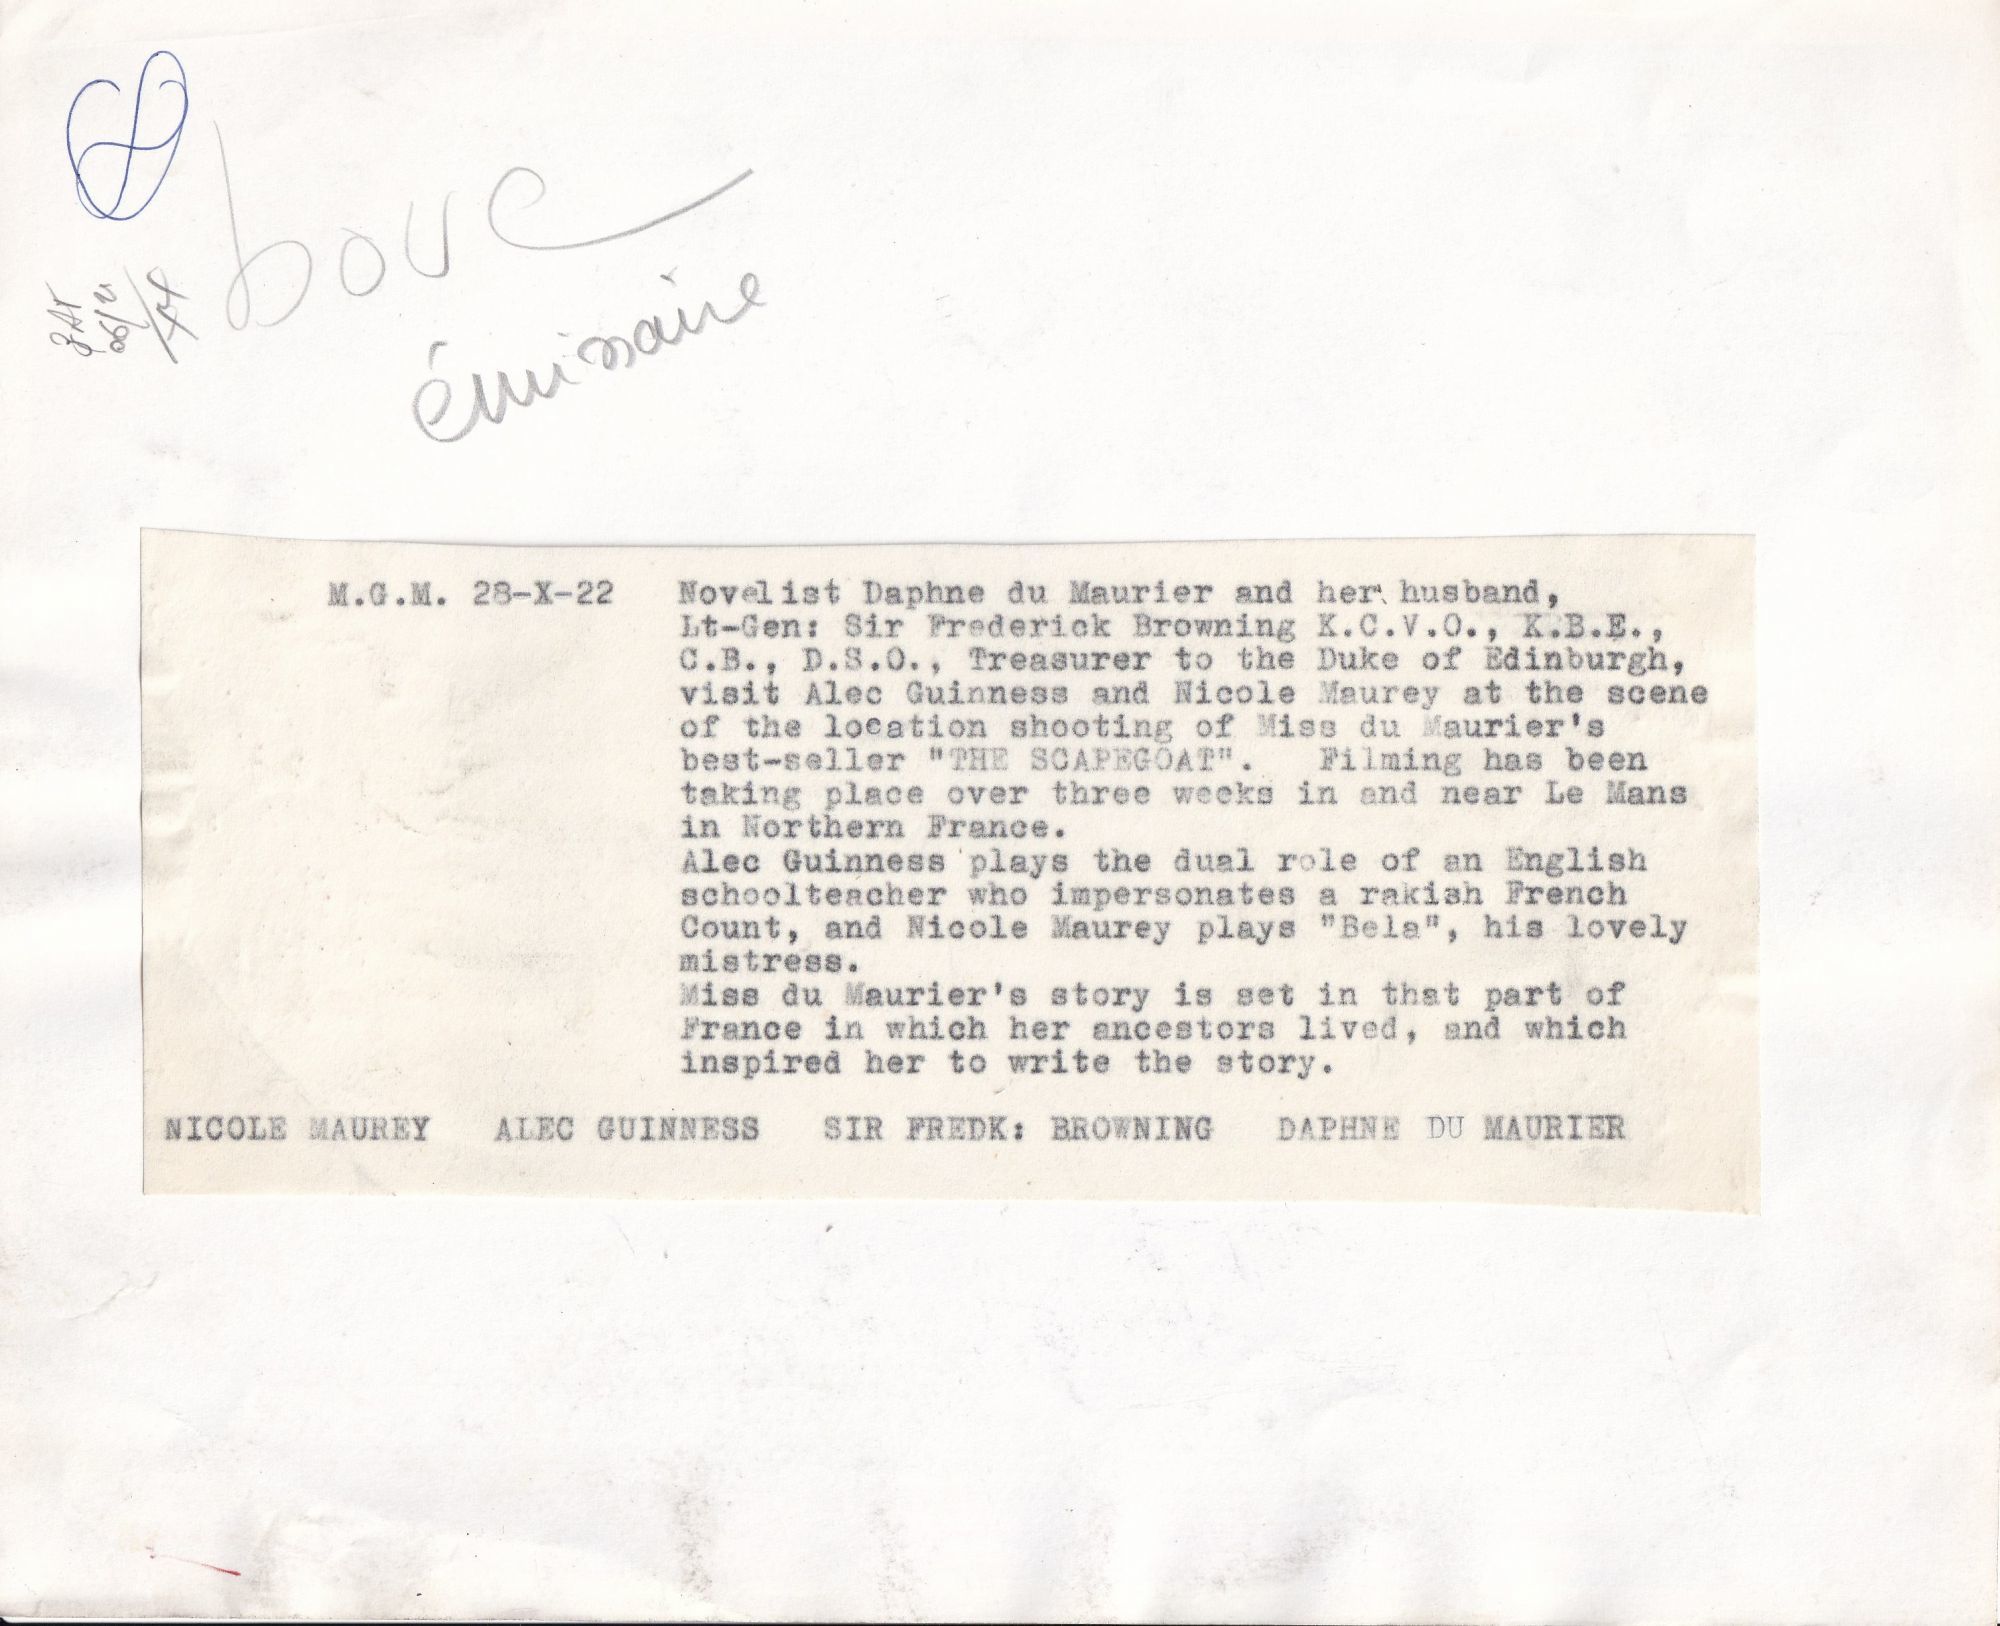 bouc
émissaire
M.G.M. 28-X-22 Novelist Daphne du Maurier and her husband,
Lt-Gen: Sir Frederick Browning K.C.V.O., K.B.E.,
C.B., D.S.O., Treasurer to the Duke of Edinburgh,
visit Alec Guinness and Nicole Maurey at the scene
of the location shooting of Miss du Maurier's
best-seller "THE SCAPEGOAT". Filming has been
taking place over three weeks in and near Le Mans
in Northern France.
Alec Guinness plays the dual role of an English
schoolteacher who impersonates a rakish French
Count, and Nicole Maurey plays "Bela", his lovely
mistress.
Miss du Maurier's story is set in that part of
France in which her ancestors lived, and which
inspired her to write the story.
NICOLE MAUREY ALEC GUINNESS SIR FREDK: BROWNING DAPHNE DU MAURIER